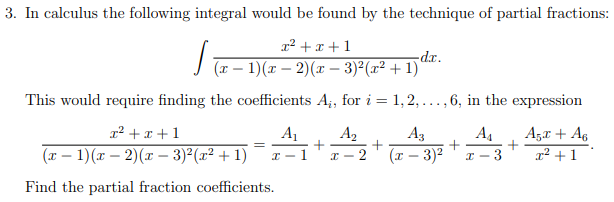 3. In calculus the following integral would be found by the technique of partial fractions:
∫ (x² + x + 1) / ((x − 1)(x − 2)(x − 3)²(x² + 1)) dx.
This would require finding the coefficients Aᵢ, for i = 1, 2, . . . , 6, in the expression
(x² + x + 1) / ((x − 1)(x − 2)(x − 3)²(x² + 1)) = A₁ / (x − 1) + A₂ / (x − 2) + A₃ / (x − 3)² + A₄ / (x − 3) + (A₅x + A₆) / (x² + 1).
Find the partial fraction coefficients.